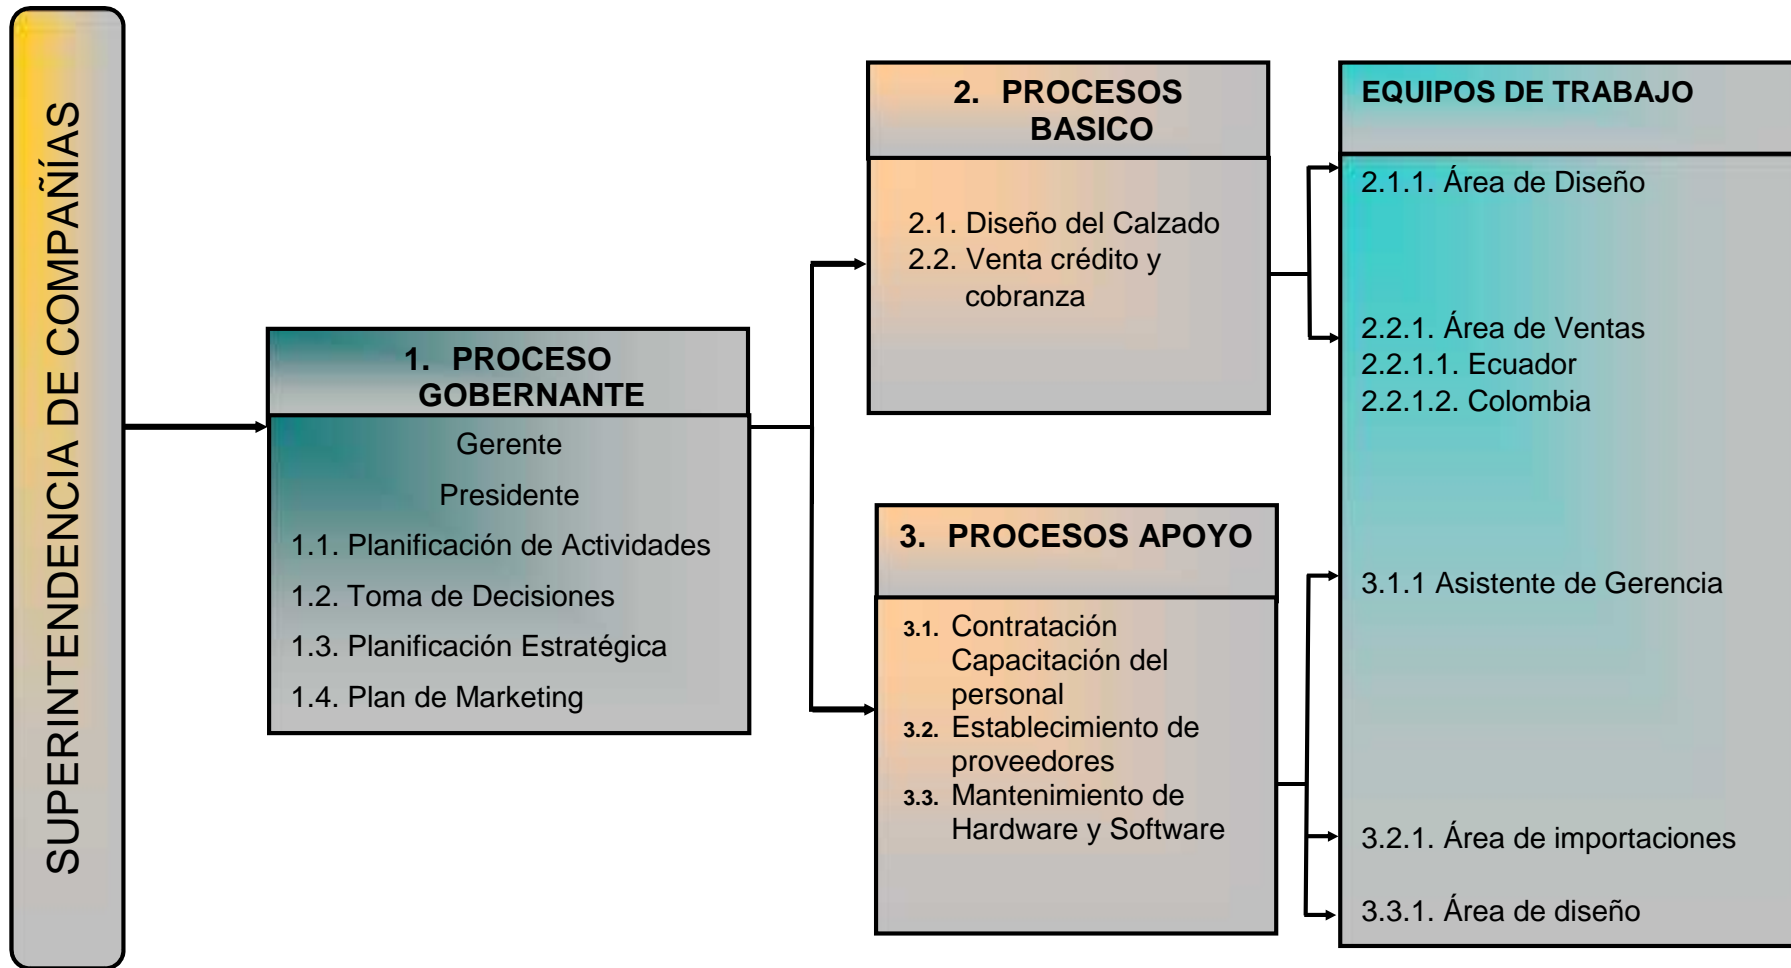 SUPERINTENDENCIA DE COMPAÑÍAS
1. PROCESO
GOBERNANTE
Gerente
Presidente
1.1. Planificación de Actividades
1.2. Toma de Decisiones
1.3. Planificación Estratégica
1.4. Plan de Marketing
2. PROCESOS
BASICO
2.1. Diseño del Calzado
2.2. Venta crédito y
cobranza
3. PROCESOS APOYO
3.1. Contratación
Capacitación del
personal
3.2. Establecimiento de
proveedores
3.3. Mantenimiento de
Hardware y Software
EQUIPOS DE TRABAJO
2.1.1. Área de Diseño
2.2.1. Área de Ventas
2.2.1.1. Ecuador
2.2.1.2. Colombia
3.1.1 Asistente de Gerencia
3.2.1. Área de importaciones
3.3.1. Área de diseño